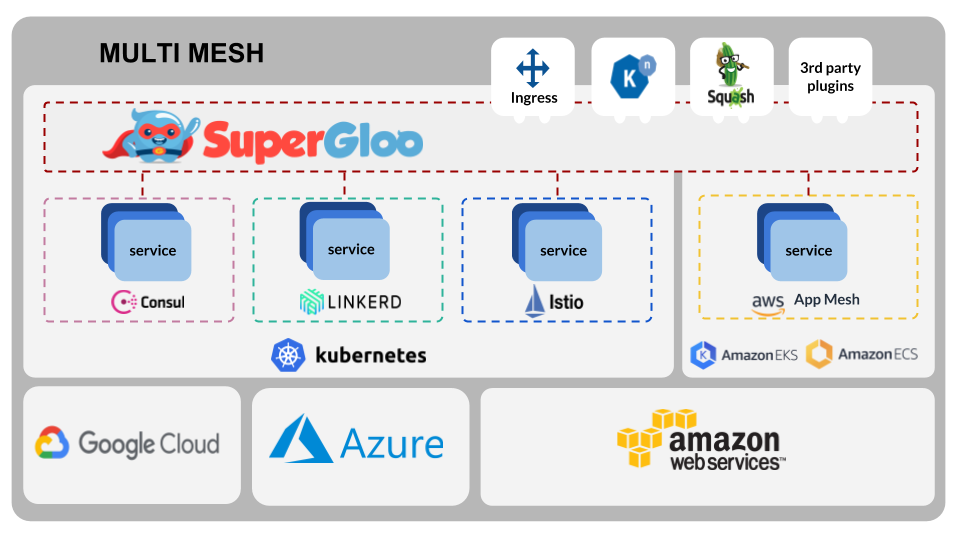 MULTI MESH
Ingress
K
n
Squash
3rd party
plugins
SuperGloo
service
service
service
service
Consul
LINKERD
Istio
aws App Mesh
kubernetes
K
Amazon EKS
Amazon ECS
Google Cloud
Azure
amazon
web services™